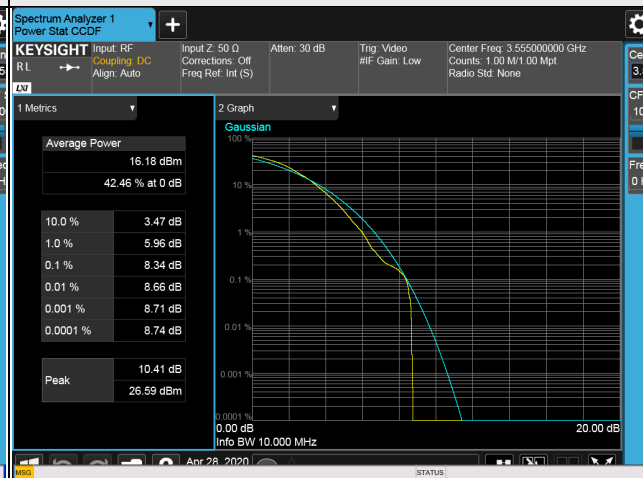 Spectrum Analyzer 1
Power Stat CCDF
KEYSIGHT
RL
LXI
Input: RF
Coupling: DC
Align: Auto
Input Z: 50 Ω
Corrections: Off
Freq Ref: Int (S)
Atten: 30 dB
Trig: Video
#IF Gain: Low
Center Freq: 3.555000000 GHz
Counts: 1.00 M/1.00 Mpt
Radio Std: None
1 Metrics
Average Power
16.18 dBm
42.46 % at 0 dB
10.0 % 3.47 dB
1.0 % 5.96 dB
0.1 % 8.34 dB
0.01 % 8.66 dB
0.001 % 8.71 dB
0.0001 % 8.74 dB
Peak
10.41 dB
26.59 dBm
2 Graph
Gaussian
100 %
10 %
1 %
0.1 %
0.01 %
0.001 %
0.0001 %
0.00 dB
20.00 dB
Info BW 10.000 MHz
Apr 28, 2020
MSG
STATUS